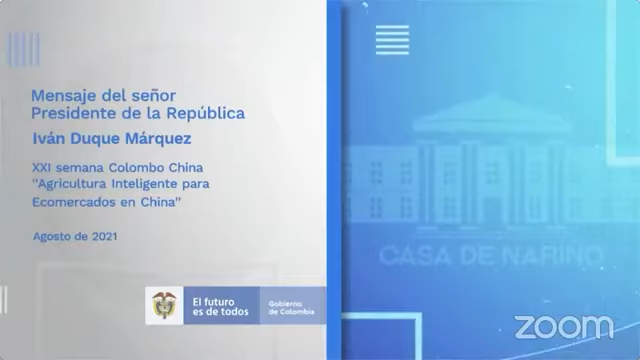 Mensaje del señor
Presidente de la República
Iván Duque Márquez
XXI semana Colombo China
"Agricultura Inteligente para
Ecomercados en China"
Agosto de 2021
El futuro
es de todos
Gobierno
de Colombia
CASA DE NARIÑO
zoom